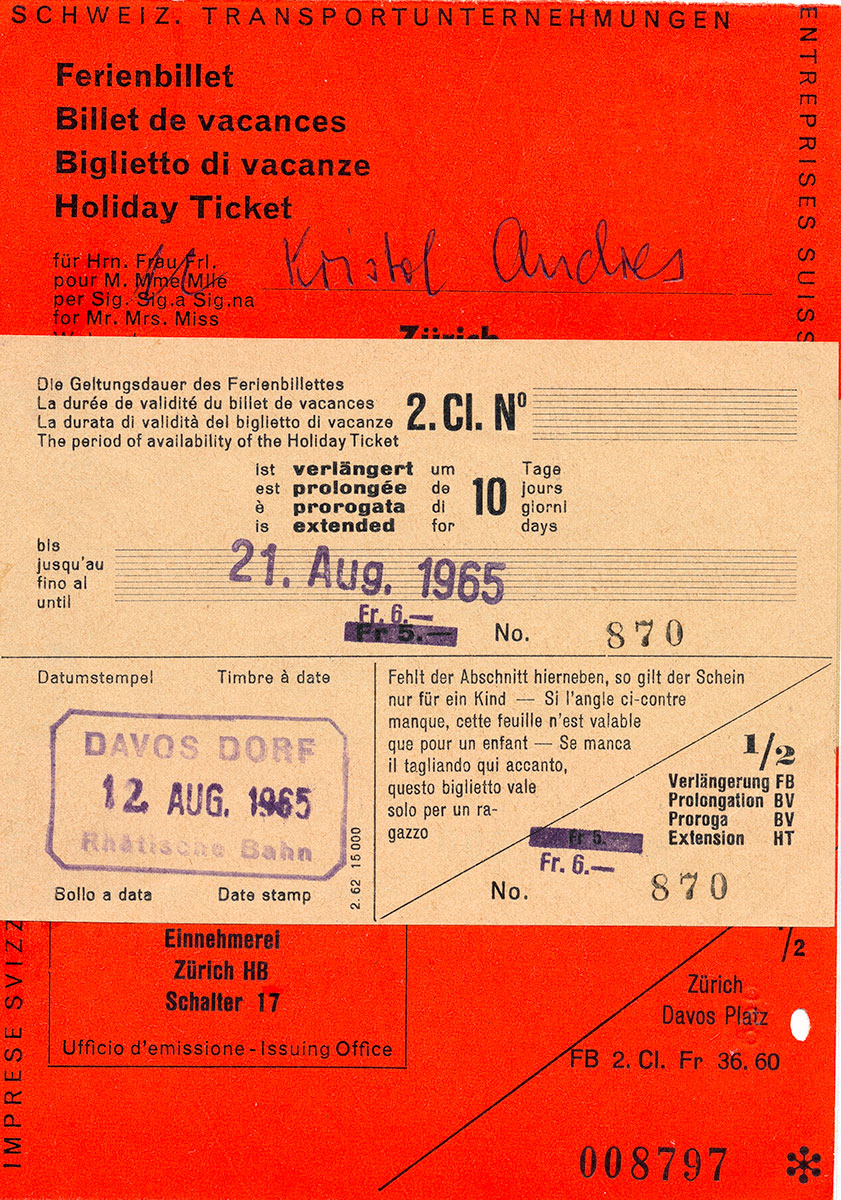 SCHWEIZ. TRANSPORTUNTERNEHMUNGEN
ENTREPRISES SUISS
Ferienbillet
Billet de vacances
Biglietto di vacanze
Holiday Ticket
für Hrn. Frau Frl.
pour M. Mme Mlle
per Sig. Sig.a Sig.na
for Mr. Mrs. Miss
Kristol Andres
Zürich
Die Geltungsdauer des Ferienbillettes
La durée de validité du billet de vacances
La durata di validità del biglietto di vacanze
The period of availability of the Holiday Ticket
2. Cl. Nº
ist verlängert um
est prolongée de
è prorogata di
is extended for
10
Tage
jours
giorni
days
bis
jusqu'au
fino al
until
21. Aug. 1965
Fr. 6.—
Fr 5.—
No. 870
Datumstempel Timbre à date
DAVOS DORF
12 AUG. 1965
Rhätische Bahn
Bollo a data Date stamp
2. 62 15 000
Fehlt der Abschnitt hierneben, so gilt der Schein
nur für ein Kind — Si l'angle ci-contre
manque, cette feuille n'est valable
que pour un enfant — Se manca
il tagliando qui accanto,
questo biglietto vale
solo per un ra-
gazzo
1/2
Verlängerung FB
Prolongation BV
Proroga BV
Extension HT
Fr 5.
Fr. 6.—
No. 870
IMPRESE SVIZZ
Einnehmerei
Zürich HB
Schalter 17
Ufficio d'emissione - Issuing Office
/2
Zürich
Davos Platz
FB 2. Cl. Fr 36.60
008797